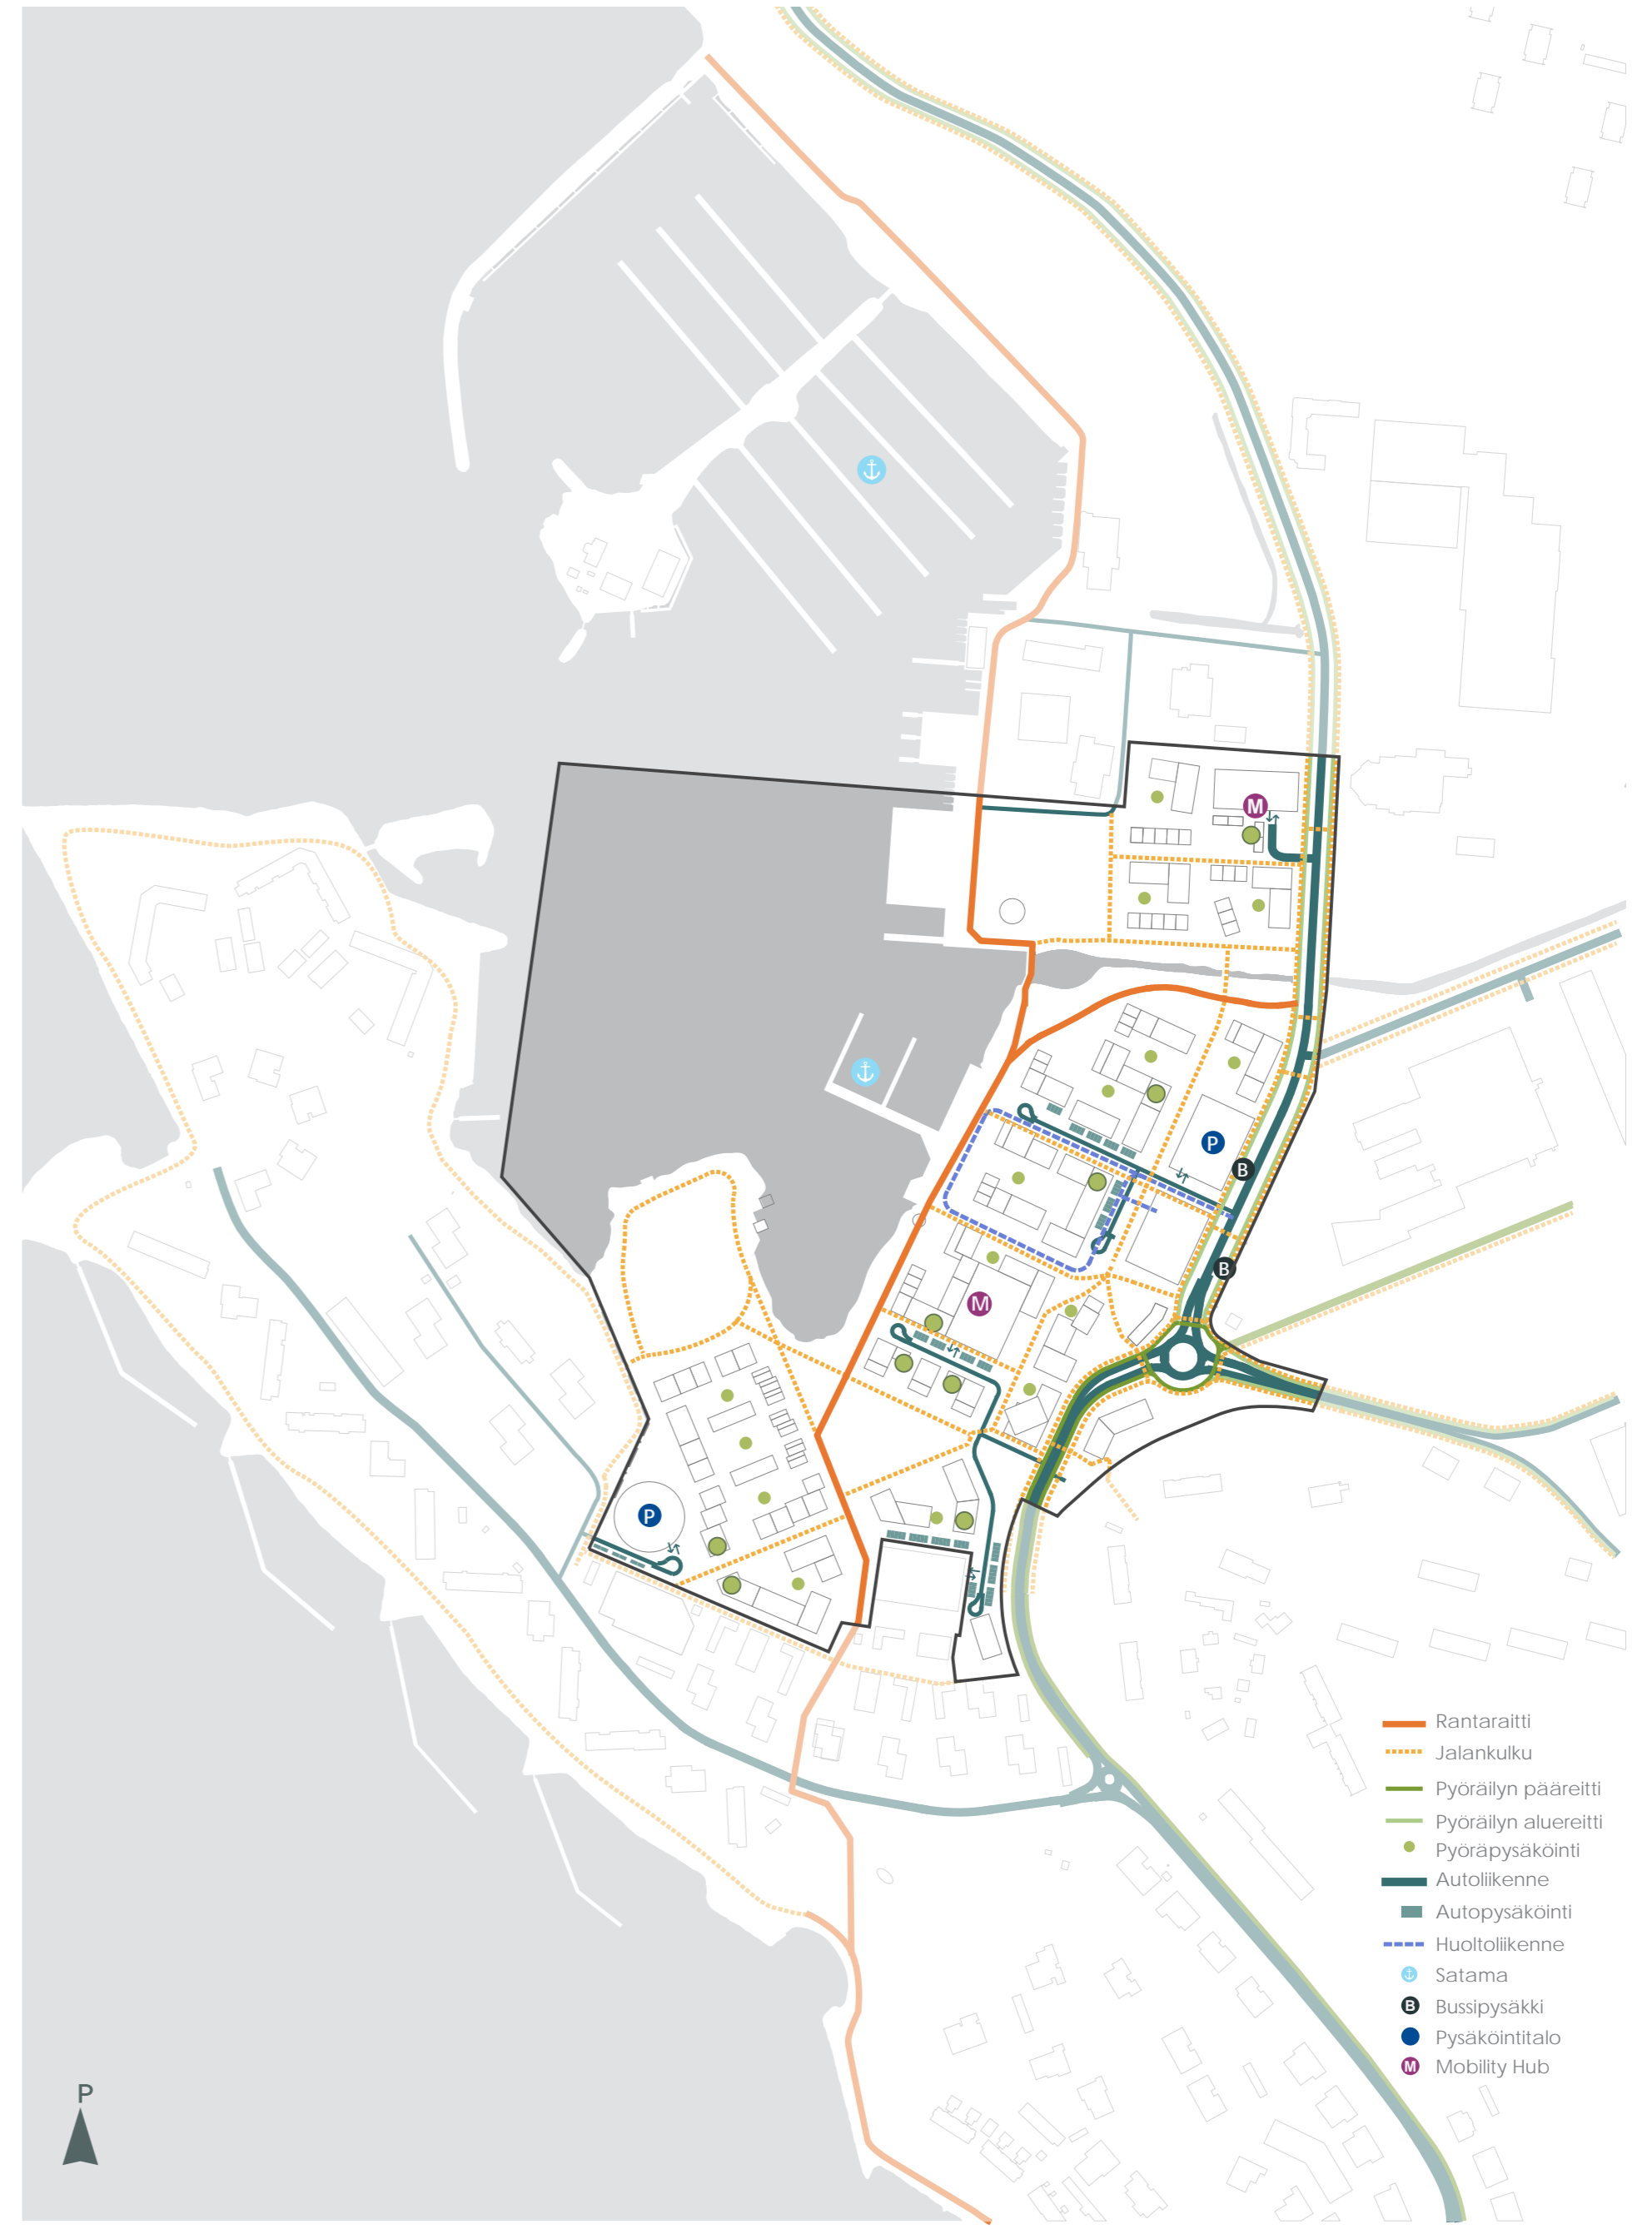 M
P
B
B
M
P
Rantaraitti
Jalankulku
Pyöräilyn pääreitti
Pyöräilyn aluereitti
Pyöräpysäköinti
Autoliikenne
Autopysäköinti
Huoltoliikenne
Satama
B Bussipysäkki
Pysäköintitalo
M Mobility Hub
P